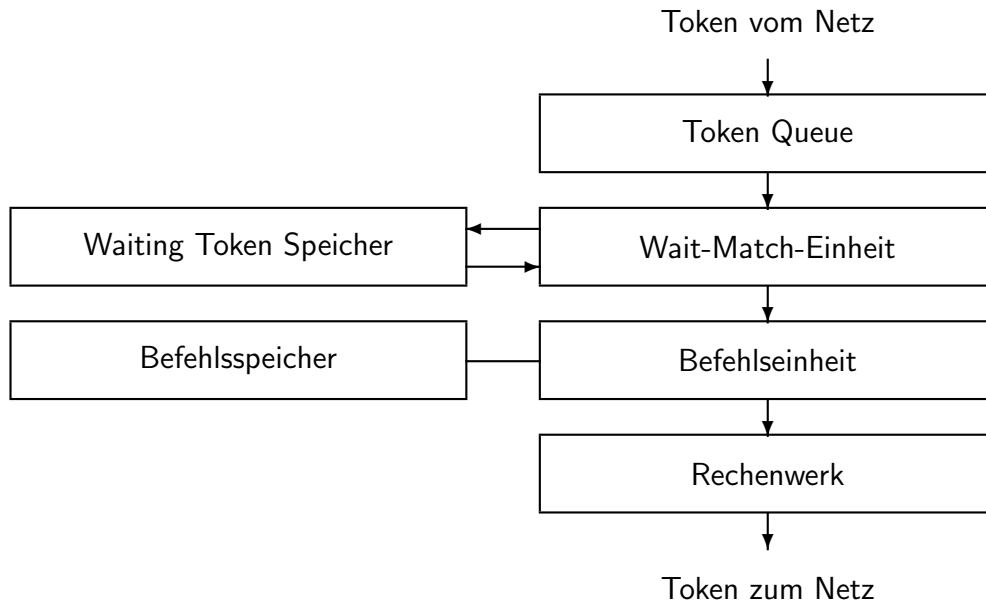 Token vom Netz
Token Queue
Waiting Token Speicher
Wait-Match-Einheit
Befehlsspeicher
Befehlseinheit
Rechenwerk
Token zum Netz